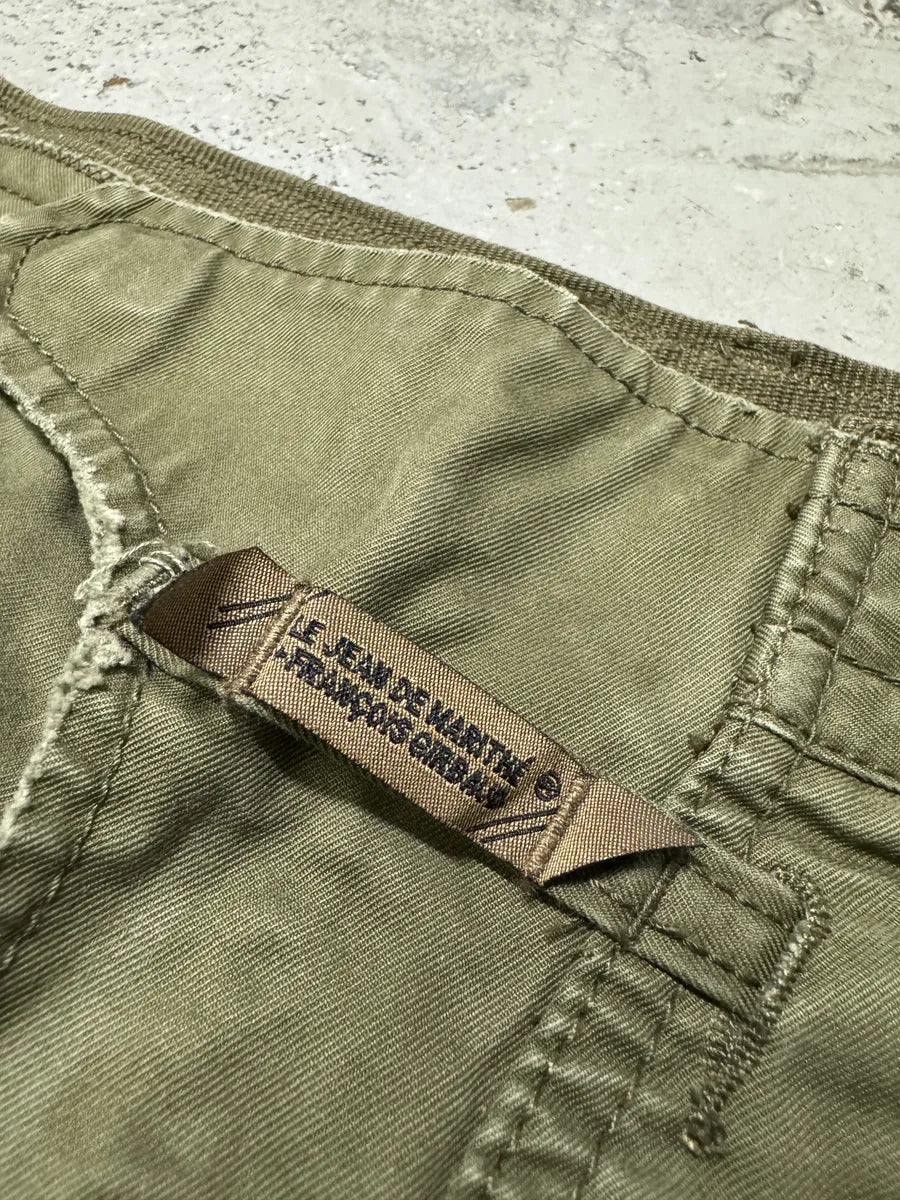 LE JEAN DE MARITHÉ
+ FRANÇOIS GIRBAUD